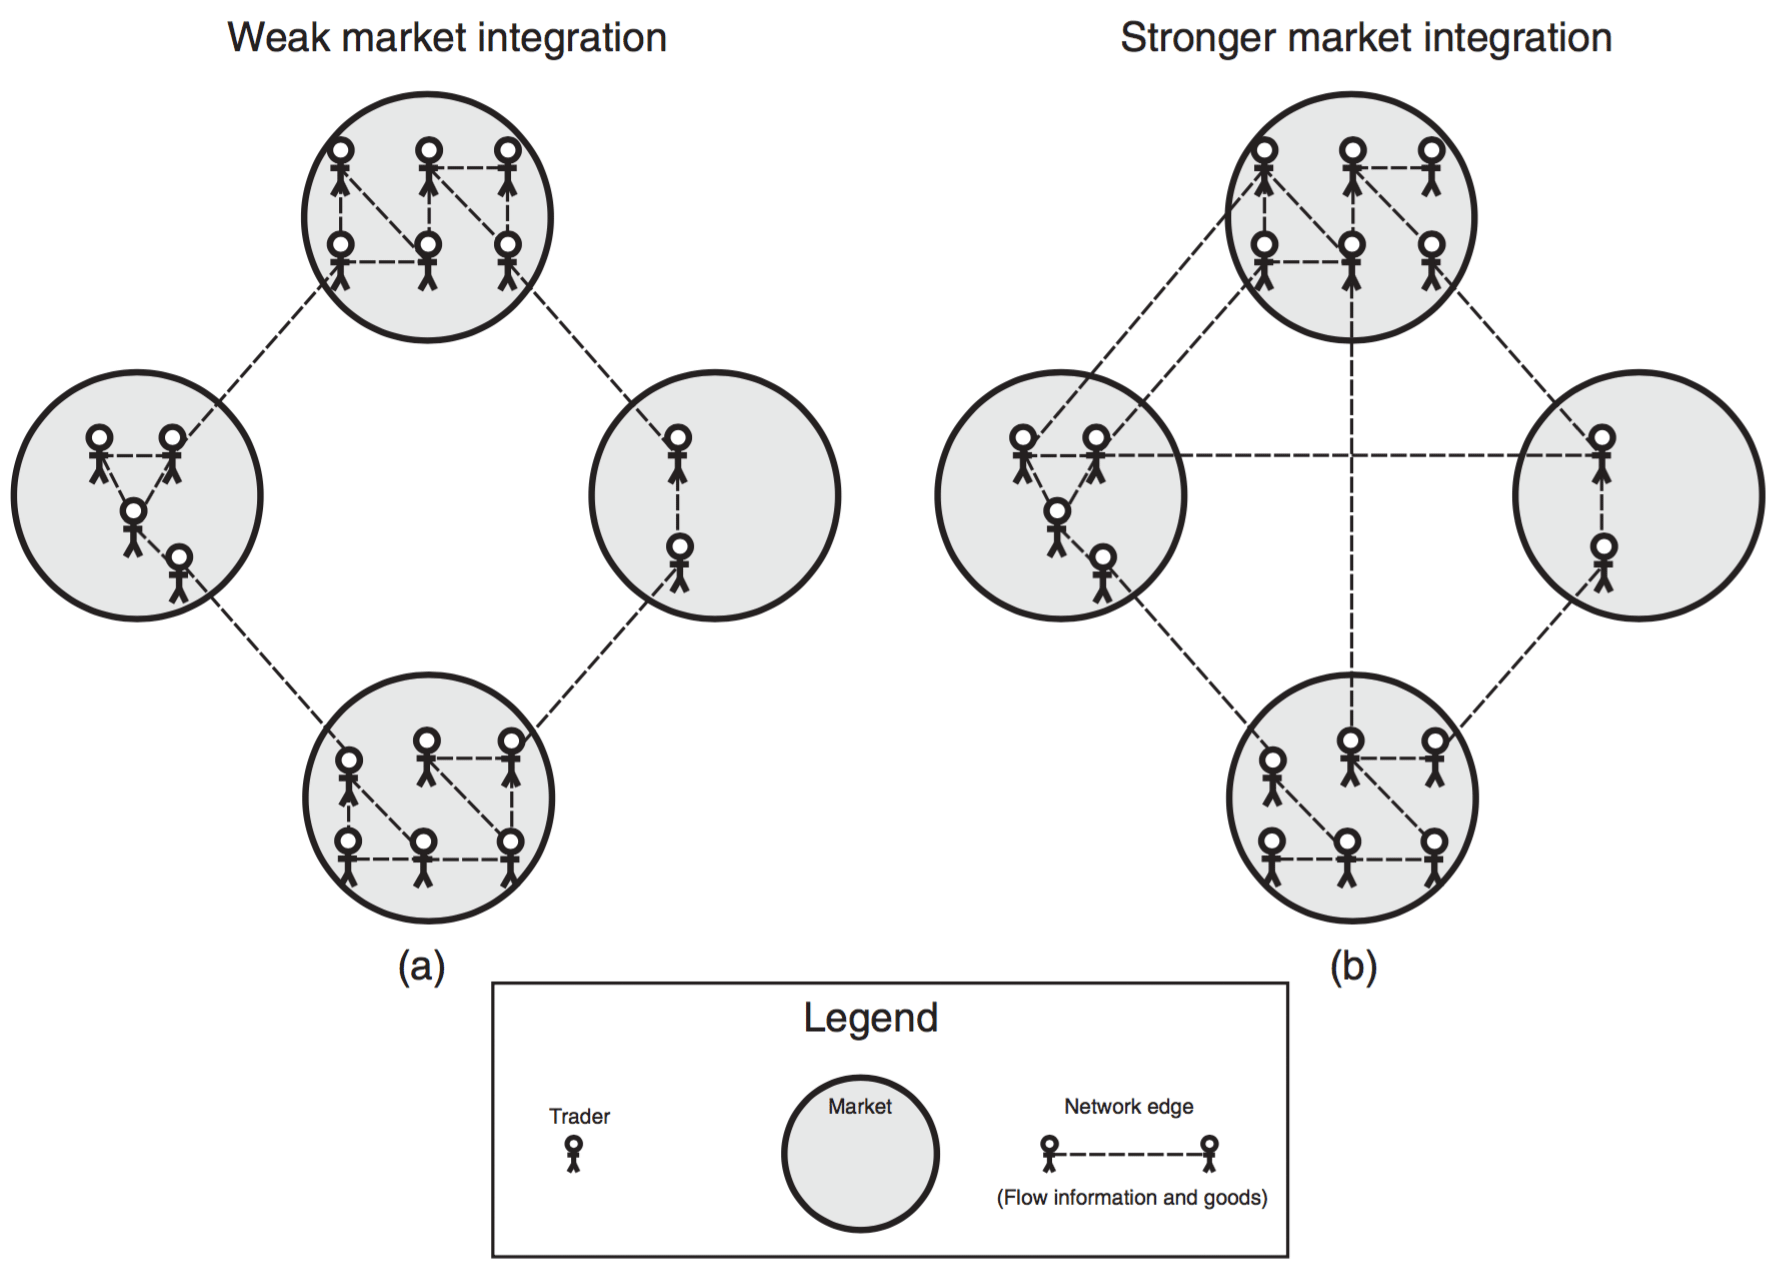 Weak market integration
Stronger market integration
(a)
(b)
Legend
Trader
Market
Network edge
(Flow information and goods)